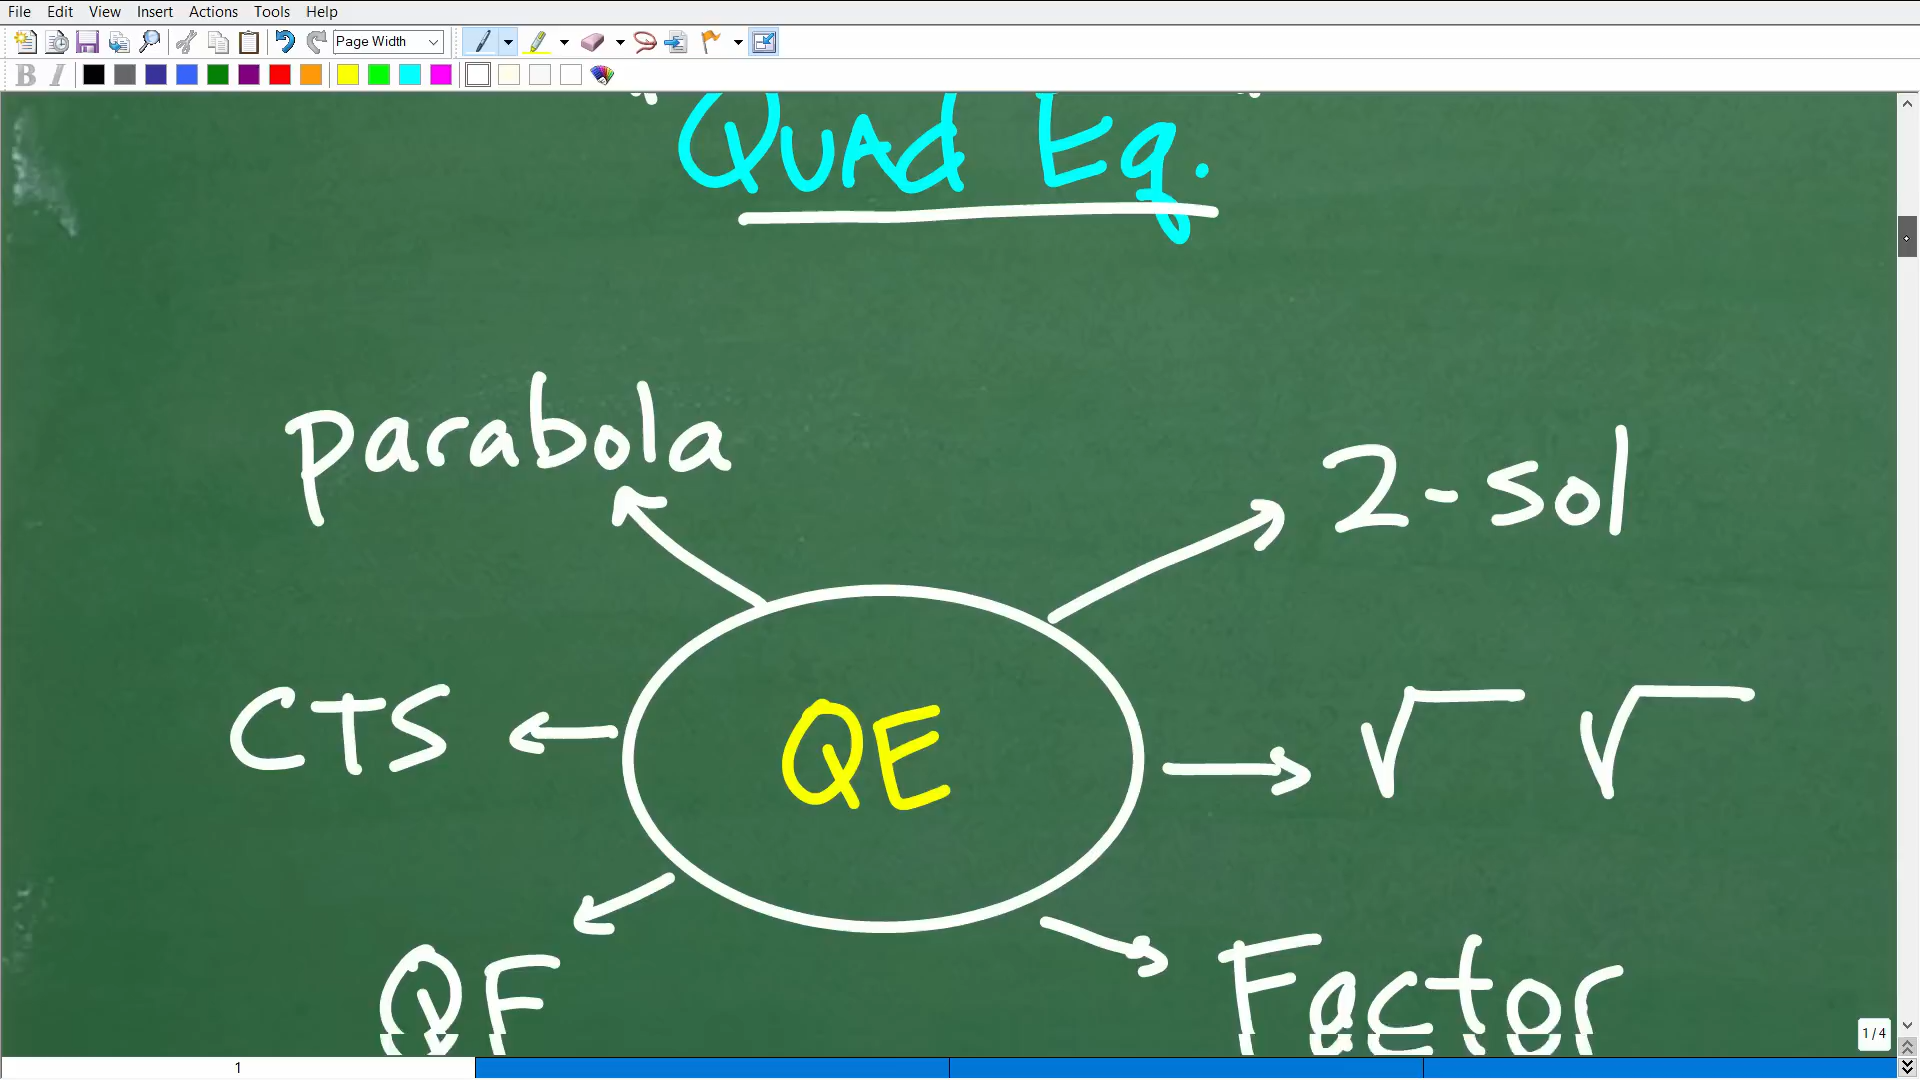 File Edit View Insert Actions Tools Help
Page Width
B I
Quad Eq.
parabola
2-sol
CTS
QE
√ √
QF
Factor
1 / 4
1